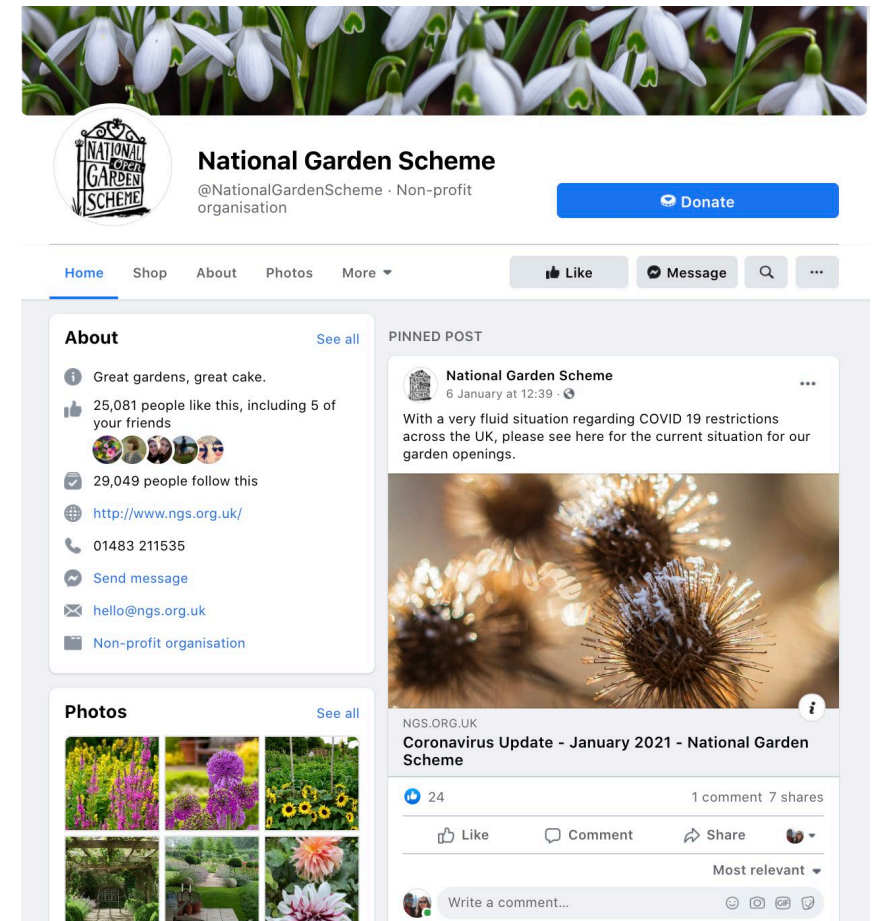 NATIONAL
OPEN
GARDEN
SCHEME
National Garden Scheme
@NationalGardenScheme · Non-profit
organisation
Donate
Home
Shop
About
Photos
More
Like
Message
About
See all
Great gardens, great cake.
25,081 people like this, including 5 of
your friends
29,049 people follow this
http://www.ngs.org.uk/
01483 211535
Send message
hello@ngs.org.uk
Non-profit organisation
Photos
See all
PINNED POST
National Garden Scheme
6 January at 12:39 ·
With a very fluid situation regarding COVID 19 restrictions
across the UK, please see here for the current situation for our
garden openings.
NGS.ORG.UK
Coronavirus Update - January 2021 - National Garden
Scheme
24
1 comment 7 shares
Like
Comment
Share
Most relevant
Write a comment...
GIF